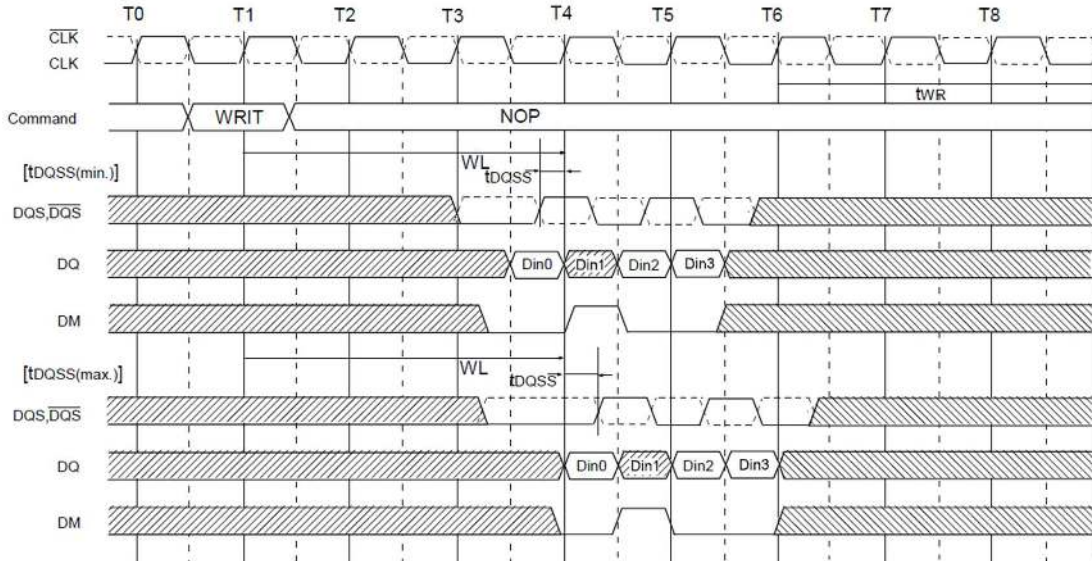 T0 T1 T2 T3 T4 T5 T6 T7 T8
CLK
CLK
tWR
Command WRIT NOP
WL
[tDQSS(min.)]
tDQSS
DQS,DQS
DQ Din0 Din1 Din2 Din3
DM
WL
[tDQSS(max.)]
tDQSS
DQS,DQS
DQ Din0 Din1 Din2 Din3
DM